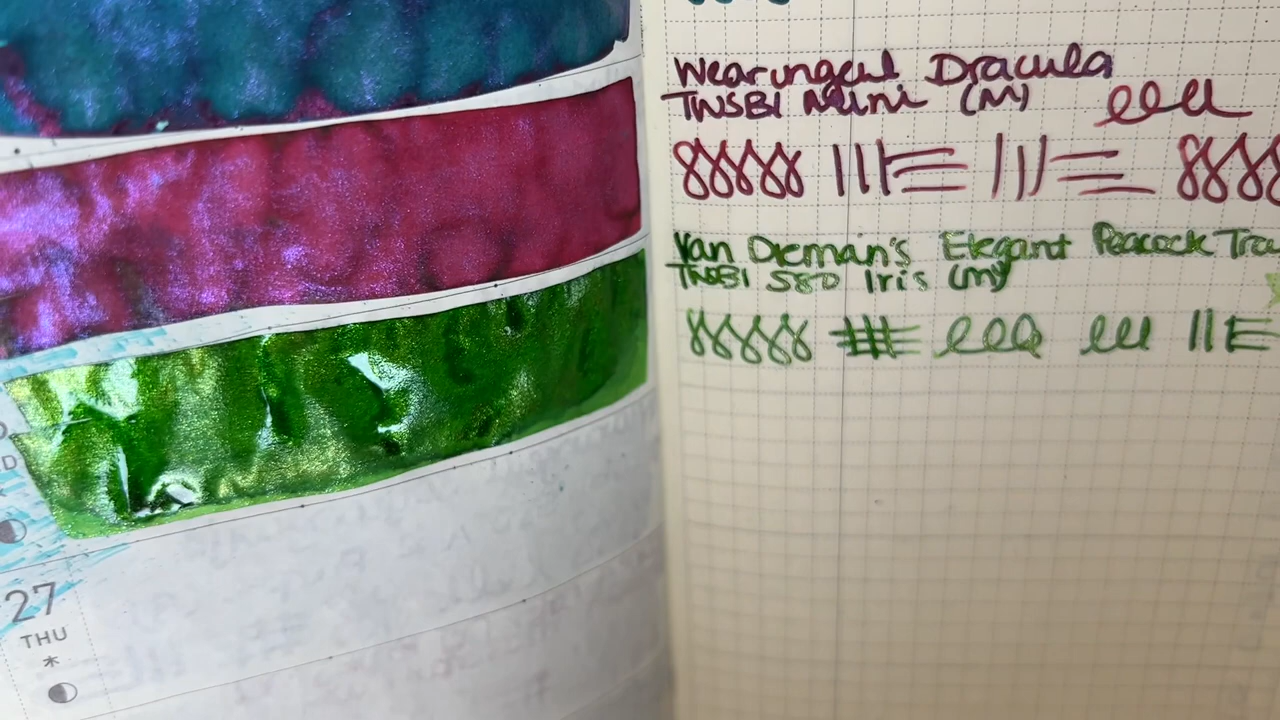 27
THU
Wearingeul Dracula
TWSBI Mini (M)
Van Dieman's Elegant Peacock
TWSBI 580 Iris (M)